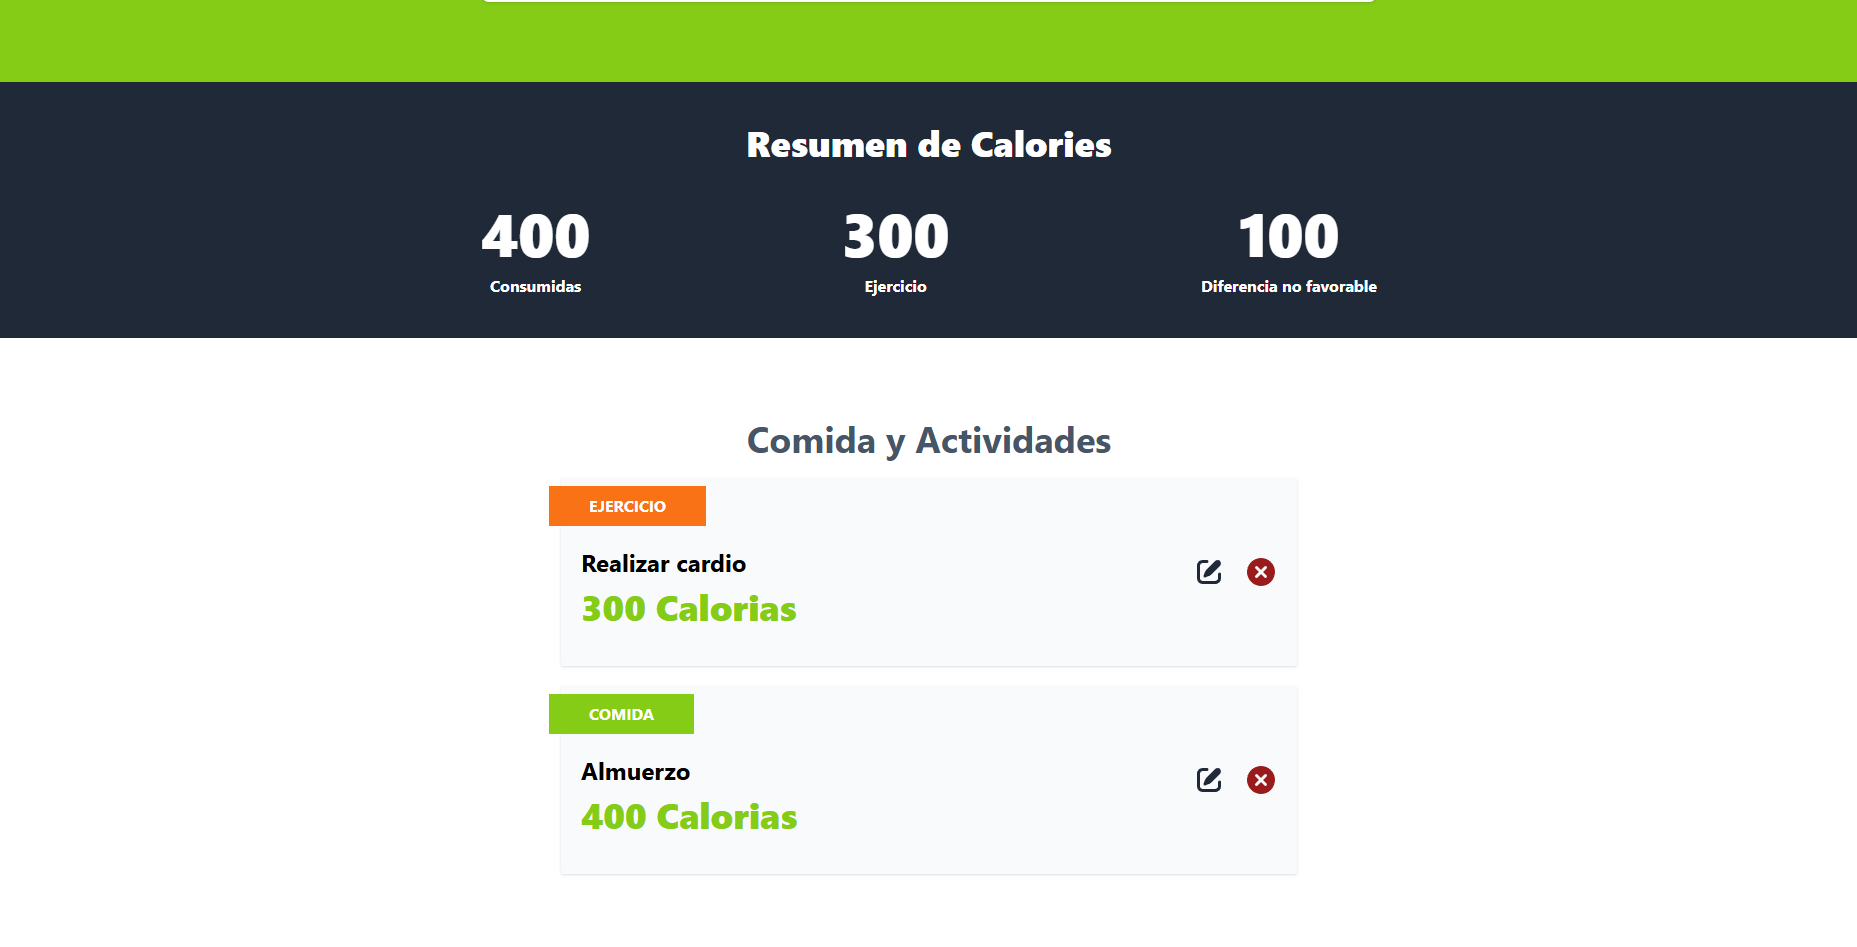 Resumen de Calories
400
Consumidas
300
Ejercicio
100
Diferencia no favorable
Comida y Actividades
EJERCICIO
Realizar cardio
300 Calorias
COMIDA
Almuerzo
400 Calorias